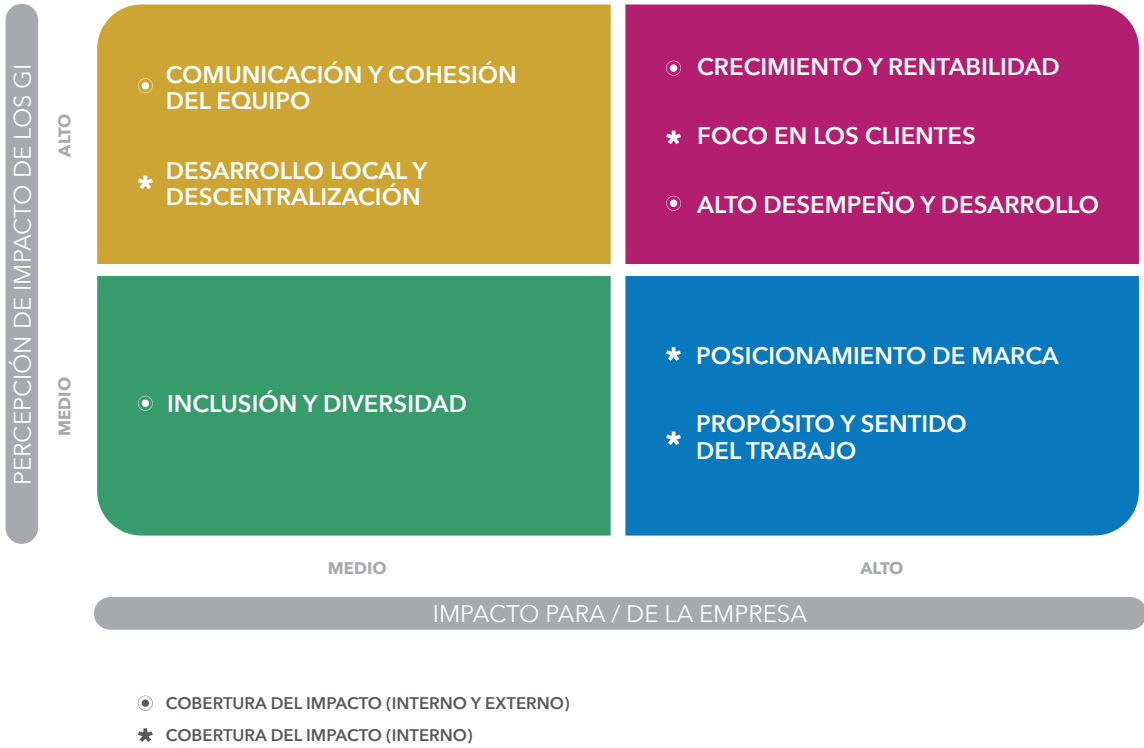 PERCEPCIÓN DE IMPACTO DE LOS GI
ALTO
COMUNICACIÓN Y COHESIÓN
DEL EQUIPO
* DESARROLLO LOCAL Y
DESCENTRALIZACIÓN
CRECIMIENTO Y RENTABILIDAD
* FOCO EN LOS CLIENTES
ALTO DESEMPEÑO Y DESARROLLO
MEDIO
INCLUSIÓN Y DIVERSIDAD
* POSICIONAMIENTO DE MARCA
* PROPÓSITO Y SENTIDO
DEL TRABAJO
MEDIO
ALTO
IMPACTO PARA / DE LA EMPRESA
COBERTURA DEL IMPACTO (INTERNO Y EXTERNO)
* COBERTURA DEL IMPACTO (INTERNO)